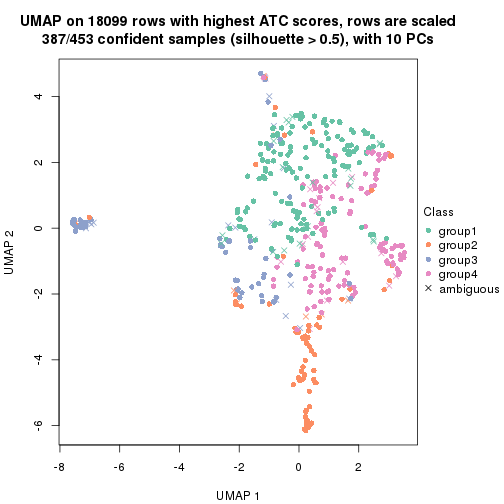 UMAP on 18099 rows with highest ATC scores, rows are scaled
387/453 confident samples (silhouette > 0.5), with 10 PCs
4
2
0
-2
-4
-6
UMAP 2
-8
-6
-4
-2
0
2
UMAP 1
Class
group1
group2
group3
group4
ambiguous